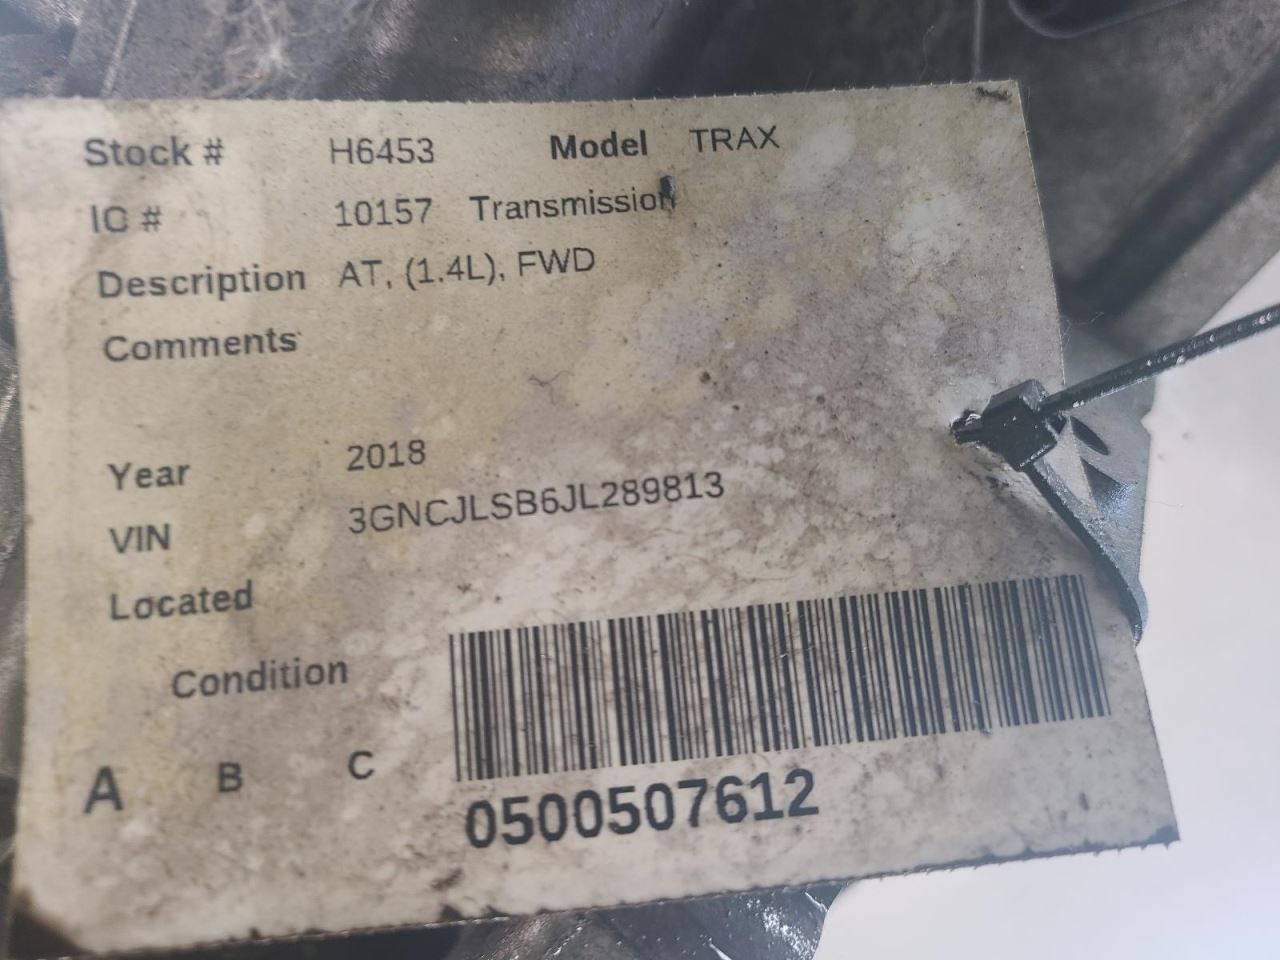 Stock # H6453 Model TRAX
IC # 10157 Transmission
Description AT, (1.4L), FWD
Comments
Year 2018
VIN 3GNCJLSB6JL289813
Located
Condition
A B C
0500507612